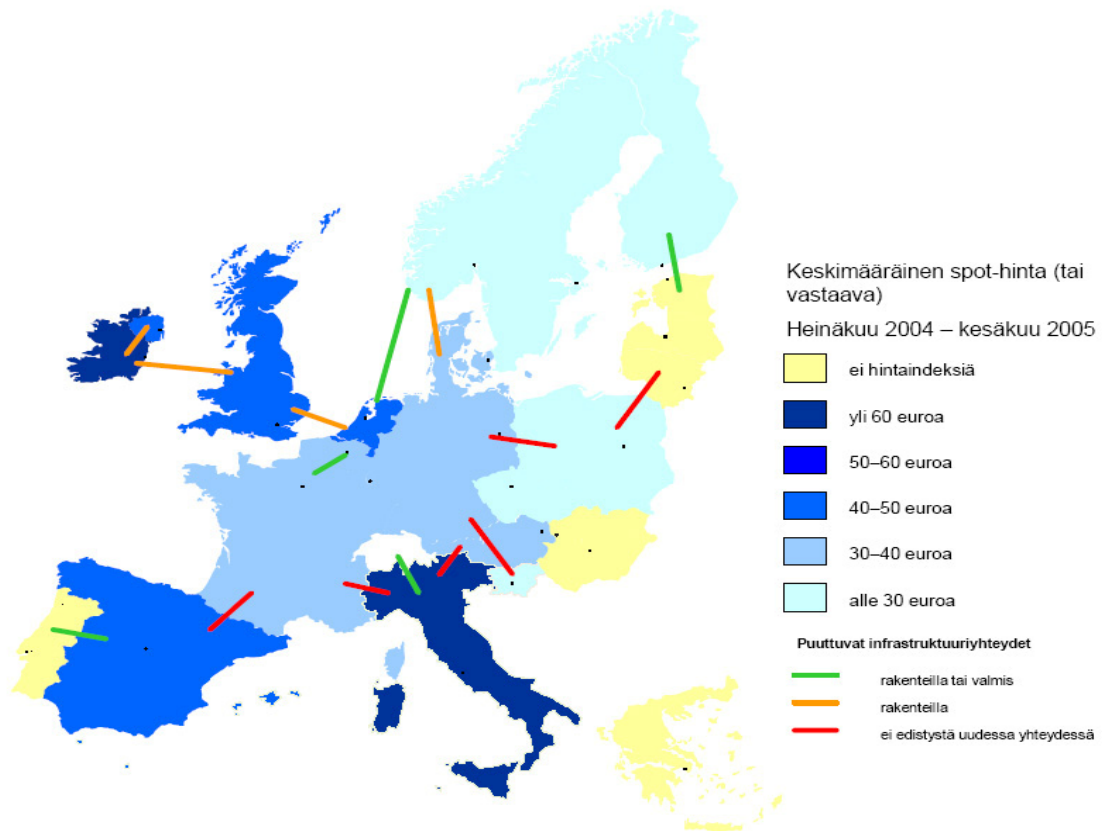 Keskimääräinen spot-hinta (tai
vastaava)
Heinäkuu 2004 – kesäkuu 2005
ei hintaindeksiä
yli 60 euroa
50–60 euroa
40–50 euroa
30–40 euroa
alle 30 euroa
Puuttuvat infrastruktuuriyhteydet
rakenteilla tai valmis
rakenteilla
ei edistystä uudessa yhteydessä